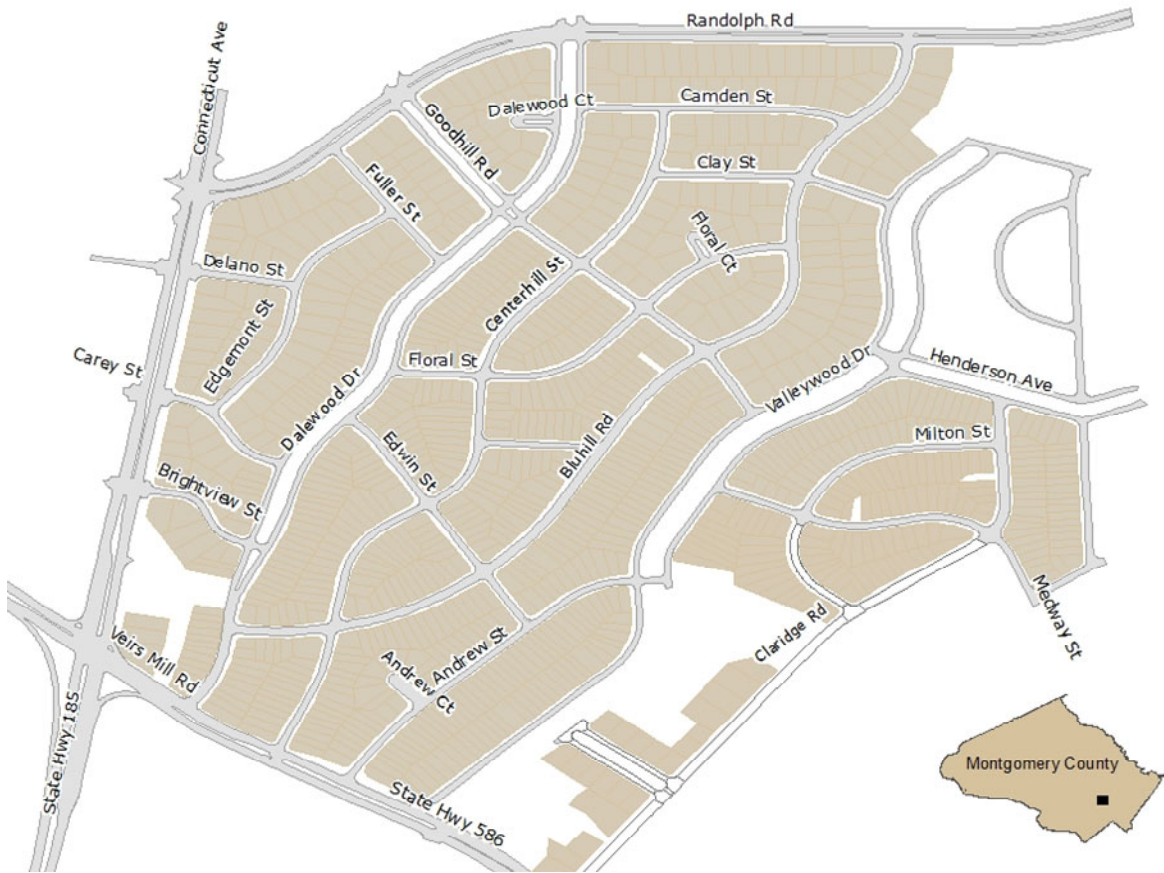 Randolph Rd
Connecticut Ave
Dalewood Ct
Camden St
Goodhill Rd
Clay St
Fuller St
Floral Ct
Delano St
Centerhill St
Edgemont St
Carey St
Floral St
Dalewood Dr
Valleywood Dr
Henderson Ave
Edwin St
Bluhill Rd
Milton St
Brightview St
Medway St
Claridge Rd
Veirs Mill Rd
Andrew St
Andrew Ct
State Hwy 185
State Hwy 586
Montgomery County